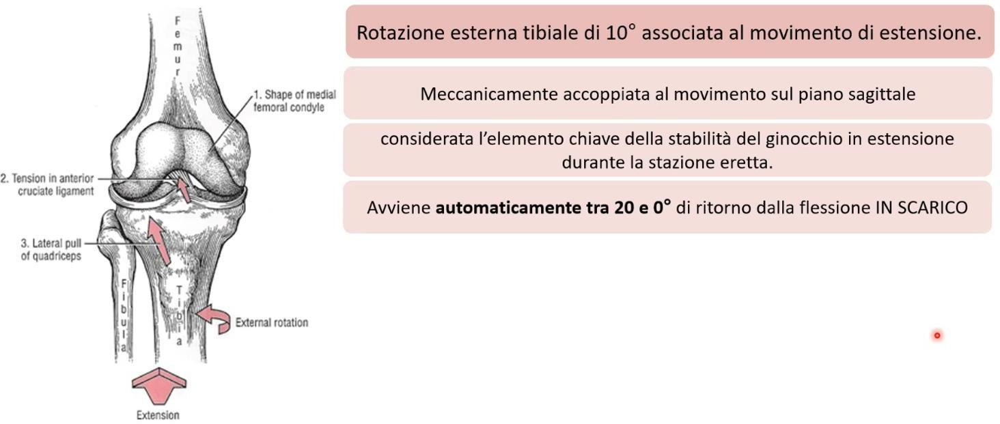 Femur
1. Shape of medial
femoral condyle
2. Tension in anterior
cruciate ligament
3. Lateral pull
of quadriceps
Fibula
Tibia
External rotation
Extension
Rotazione esterna tibiale di 10° associata al movimento di estensione.
Meccanicamente accoppiata al movimento sul piano sagittale
considerata l’elemento chiave della stabilità del ginocchio in estensione
durante la stazione eretta.
Avviene automaticamente tra 20 e 0° di ritorno dalla flessione IN SCARICO